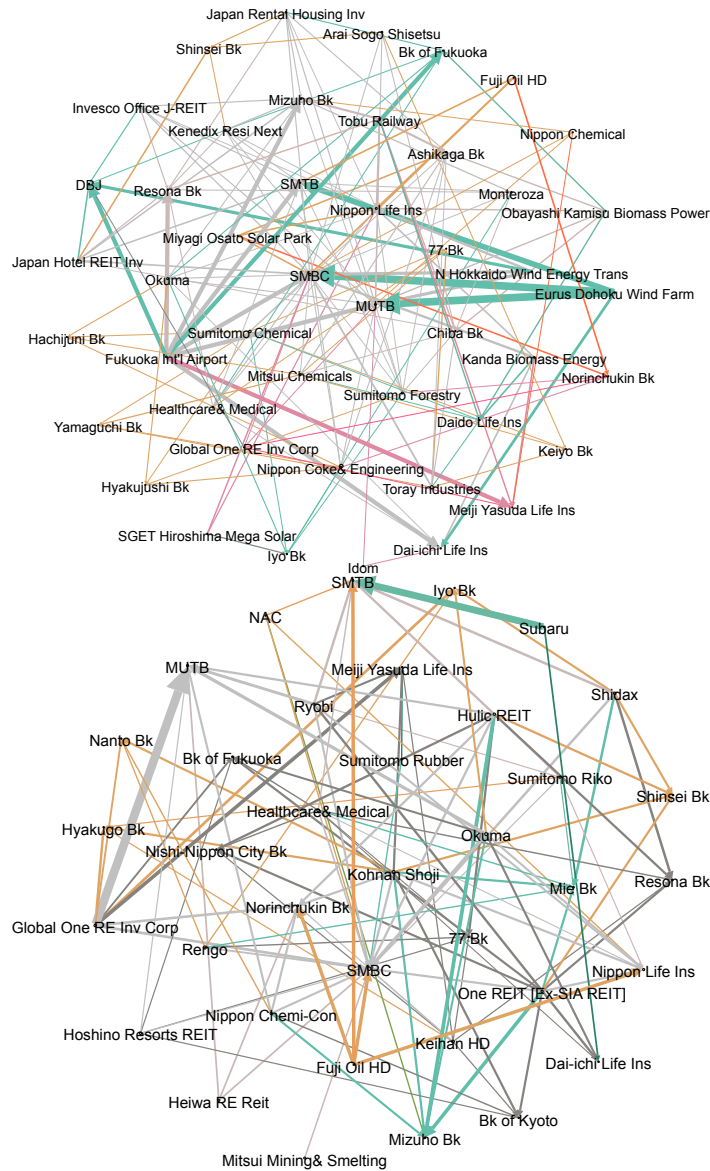 Japan Rental Housing Inv
Arai Sogo Shisetsu
Shinsei Bk
Bk of Fukuoka
Fuji Oil HD
Mizuho Bk
Invesco Office J-REIT
Tobu Railway
Kenedix Resi Next
Nippon Chemical
Ashikaga Bk
DBJ
Resona Bk
SMTB
Monteroza
Nippon Life Ins
Obayashi Kamisu Biomass Power
Miyagi Osato Solar Park
77 Bk
Japan Hotel REIT Inv
SMBC
N Hokkaido Wind Energy Trans
Okuma
Eurus Dohoku Wind Farm
MUTB
Hachijuni Bk
Sumitomo Chemical
Chiba Bk
Fukuoka Int'l Airport
Kanda Biomass Energy
Mitsui Chemicals
Norinchukin Bk
Sumitomo Forestry
Healthcare& Medical
Daido Life Ins
Yamaguchi Bk
Global One RE Inv Corp
Keiyo Bk
Nippon Coke& Engineering
Hyakujushi Bk
Toray Industries
Meiji Yasuda Life Ins
SGET Hiroshima Mega Solar
Iyo Bk
Dai-ichi Life Ins
Idom
SMTB
Iyo Bk
NAC
Subaru
MUTB
Meiji Yasuda Life Ins
Shidax
Ryobi
Hulic REIT
Nanto Bk
Bk of Fukuoka
Sumitomo Rubber
Sumitomo Riko
Shinsei Bk
Healthcare& Medical
Hyakugo Bk
Okuma
Nishi-Nippon City Bk
Kohnan Shoji
Resona Bk
Mie Bk
Norinchukin Bk
Global One RE Inv Corp
77 Bk
Rengo
SMBC
Nippon Life Ins
One REIT [Ex-SIA REIT]
Nippon Chemi-Con
Hoshino Resorts REIT
Keihan HD
Fuji Oil HD
Dai-ichi Life Ins
Heiwa RE Reit
Bk of Kyoto
Mizuho Bk
Mitsui Mining& Smelting